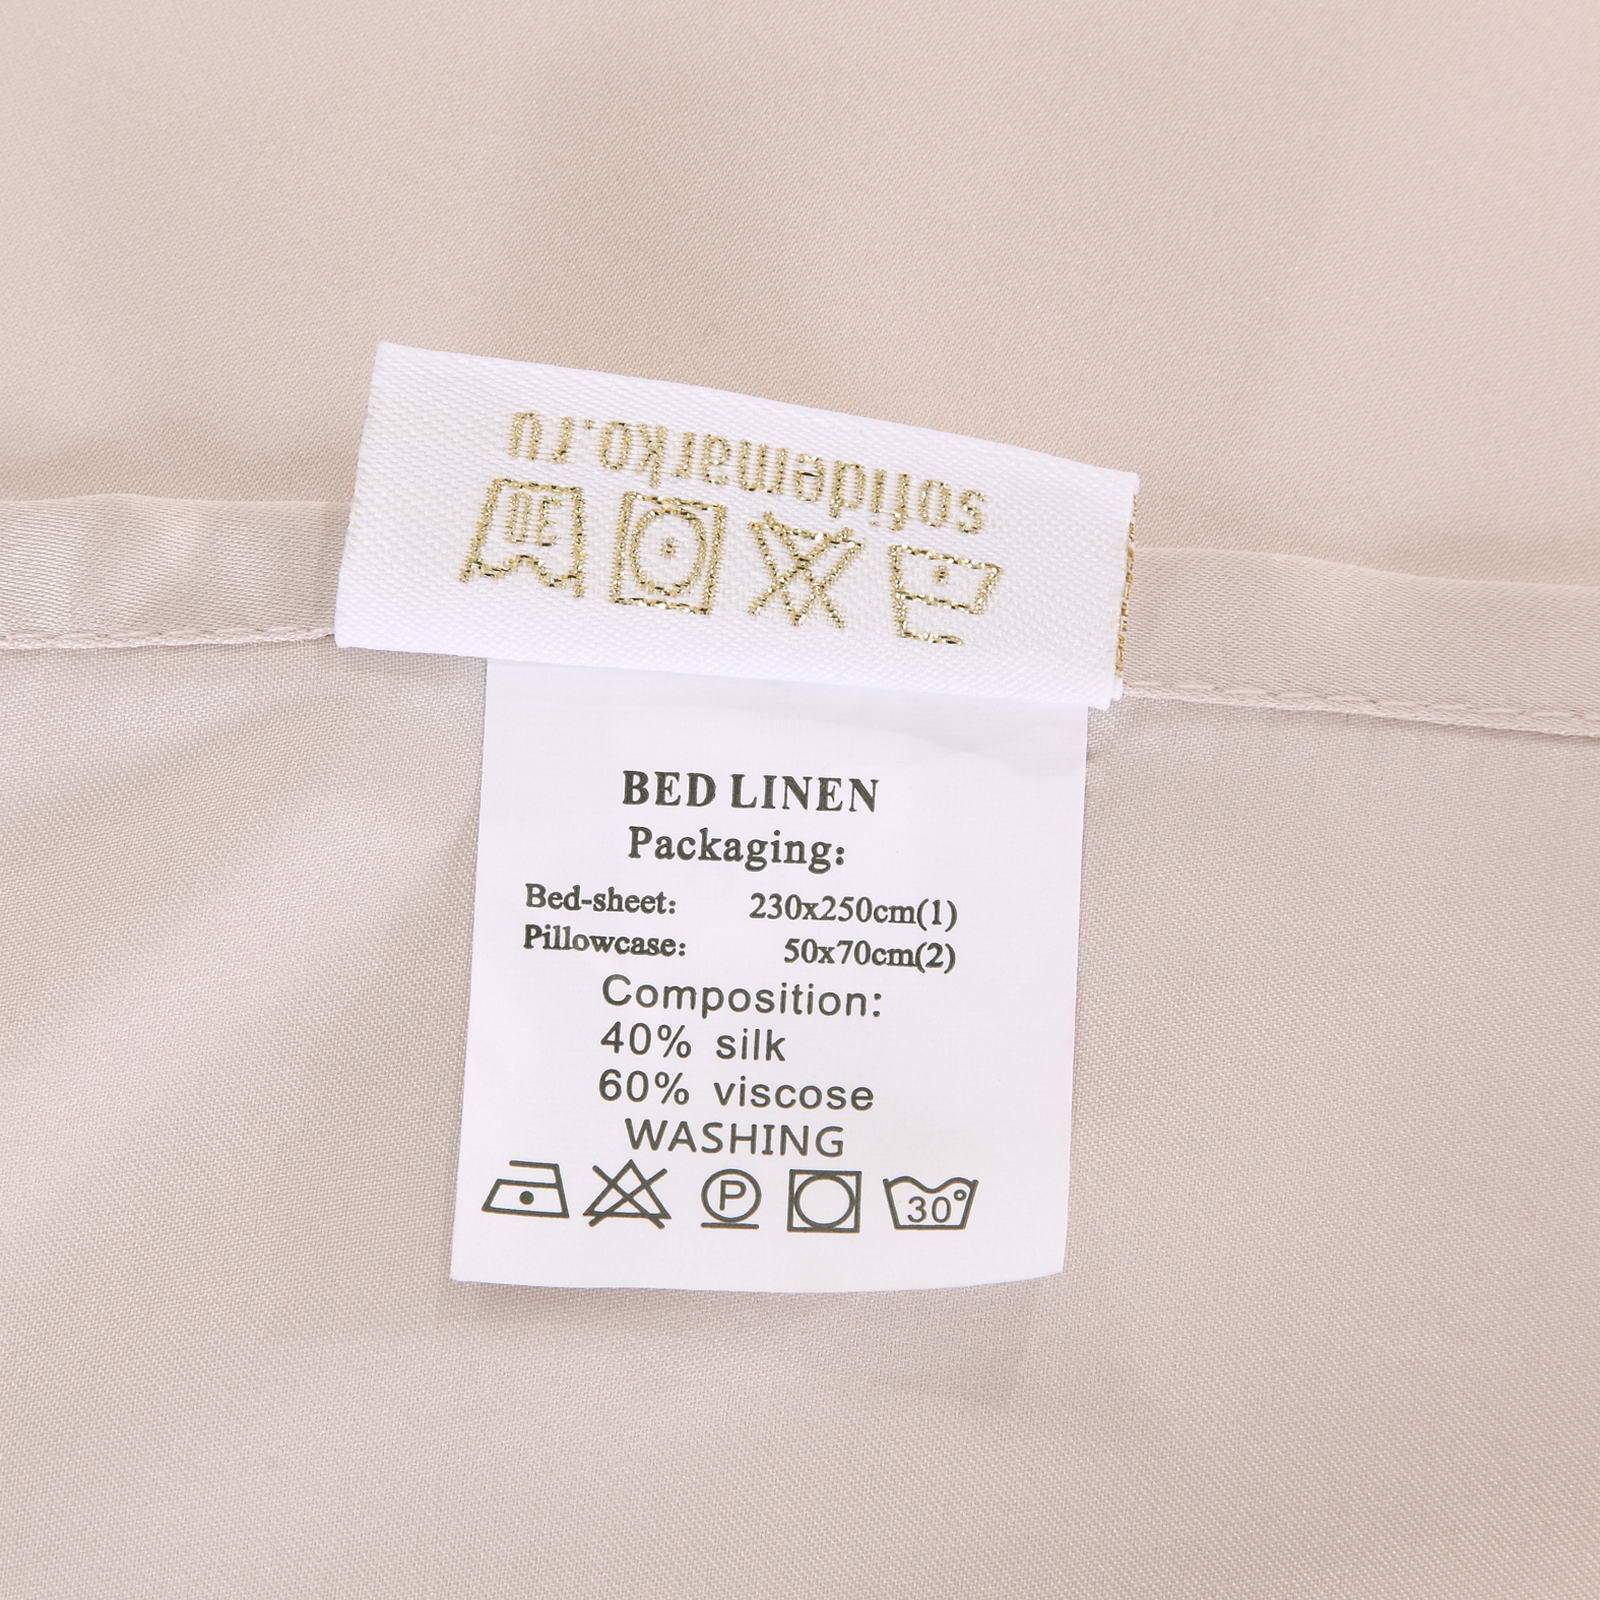 sofidemarko.ru
30
BED LINEN
Packaging:
Bed-sheet: 230x250cm(1)
Pillowcase: 50x70cm(2)
Composition:
40% silk
60% viscose
WASHING
P 30°